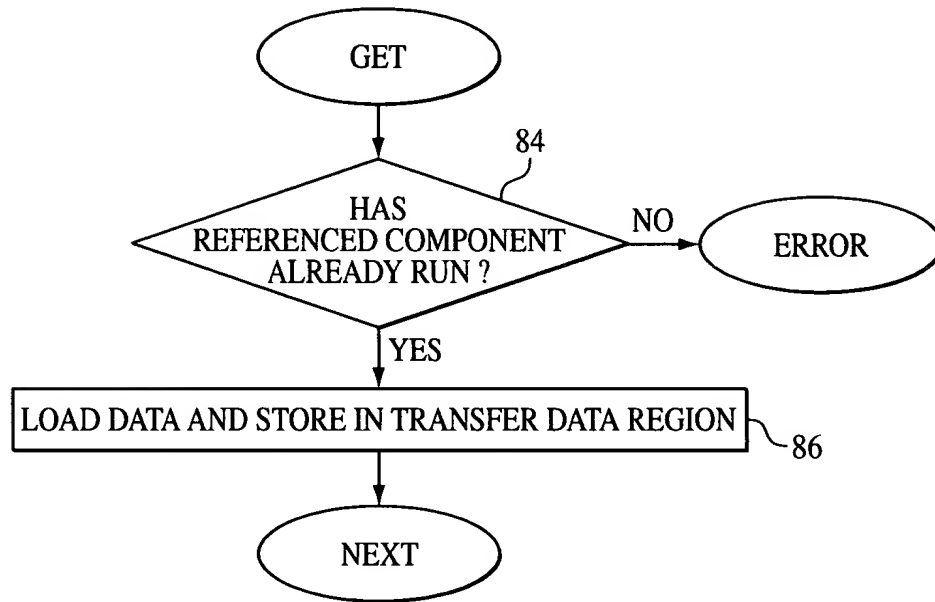 GET
84
HAS
REFERENCED COMPONENT
ALREADY RUN ?
NO
ERROR
YES
LOAD DATA AND STORE IN TRANSFER DATA REGION
86
NEXT